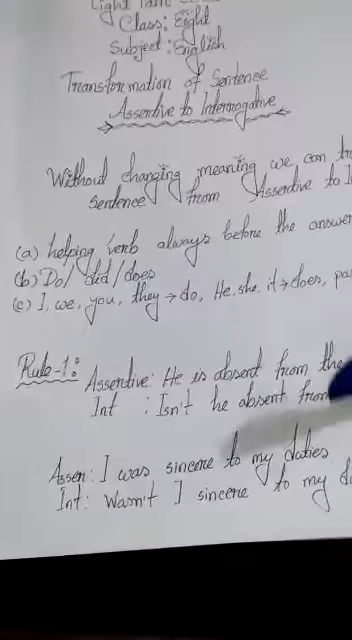 Light
Class: Eight
Subject: English
Transformation of Sentence
Assertive to Interrogative
Without changing meaning we can
Sentence from Assertive to
(a) helping verb always before the answer
(b) Do/ did/does
(c) I, we, you, they → do, He, she, it → does,
Rule-1: Assertive: He is absent from the
Int : Isn't he absent from
Asser: I was sincere to my duties
Int: Wasn't I sincere to my